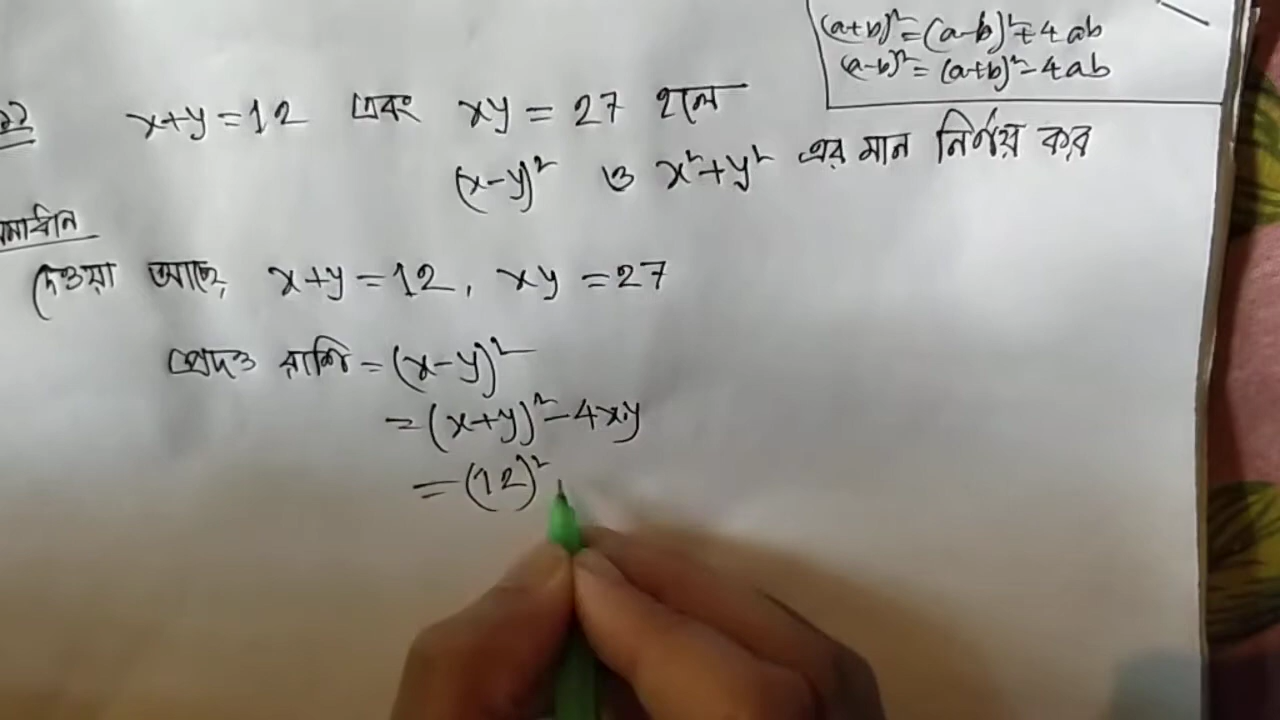 (a+b)²=(a-b)²+4ab
(a-b)²=(a+b)²-4ab
x+y=12 এবং xy=27 হলে
(x-y)² ও x²+y² এর মান নির্ণয় কর
দেওয়া আছে, x+y=12, xy=27
প্রদত্ত রাশি=(x-y)²
=(x+y)²-4xy
=(12)²